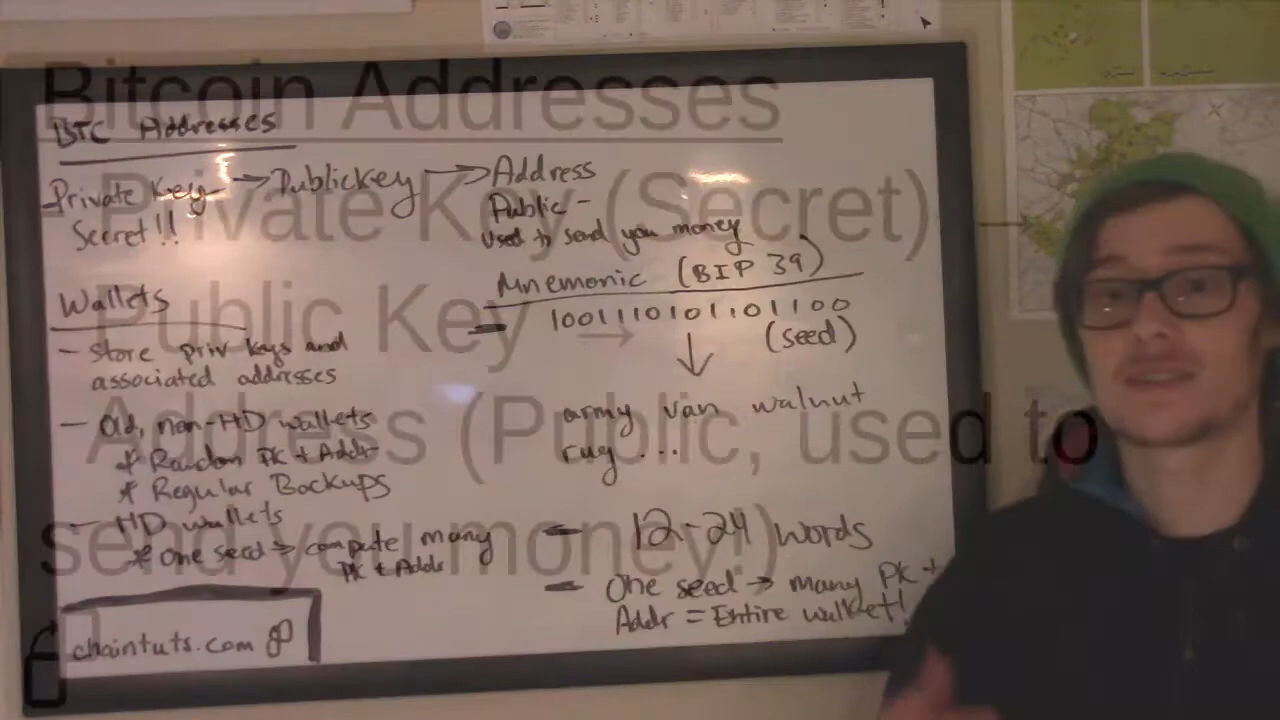 Bitcoin Addresses
Private Key (Secret)
Public Key →
Address (Public, used to
send you money!)
BTC Addresses
Private Key → Public Key → Address
Secret!!
Public -
Used to send you money
Wallets
- Store priv keys and
associated addresses
- Old, non-HD wallets
* Random PK + Addr
* Regular Backups
- HD wallets
* One seed → compute many
PK + Addr
chaintuts.com
Mnemonic (BIP 39)
- 1001110101101100
(seed)
army van walnut
rug ...
- 12-24 words
- One seed → many PK +
Addr = Entire wallet!